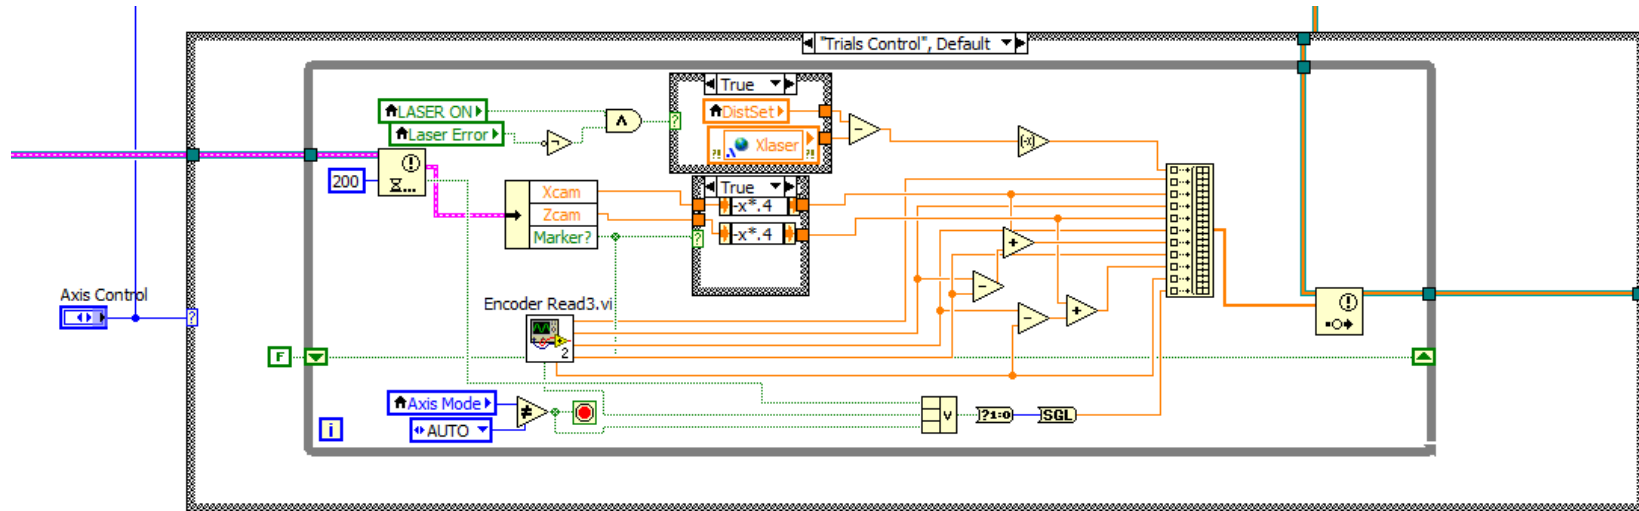 "Trials Control", Default
True
LASER ON
DistSet
Laser Error
Xlaser
200
Xcam
True
-x*.4
Zcam
Marker?
-x*.4
Axis Control
Encoder Read3.vi
2
F
Axis Mode
AUTO
i
V
?1:0
SGL